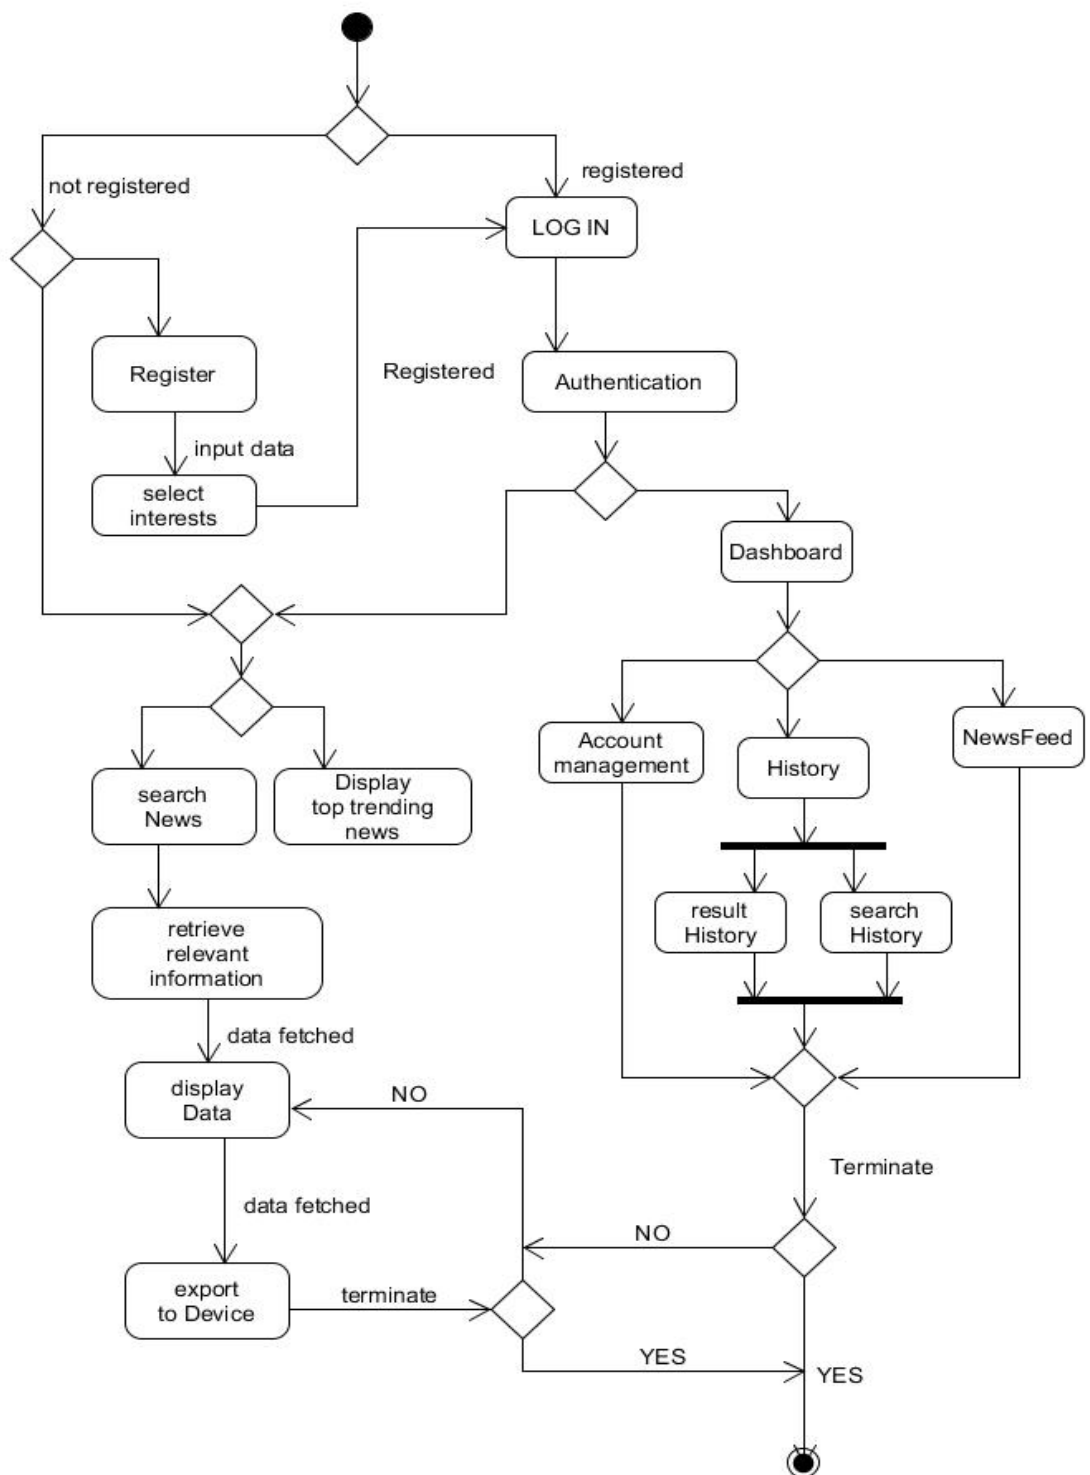 not registered
registered
LOG IN
Register
Registered
Authentication
input data
select
interests
Dashboard
Account
management
History
NewsFeed
search
News
Display
top trending
news
result
History
search
History
retrieve
relevant
information
data fetched
display
Data
NO
Terminate
data fetched
NO
export
to Device
terminate
YES
YES